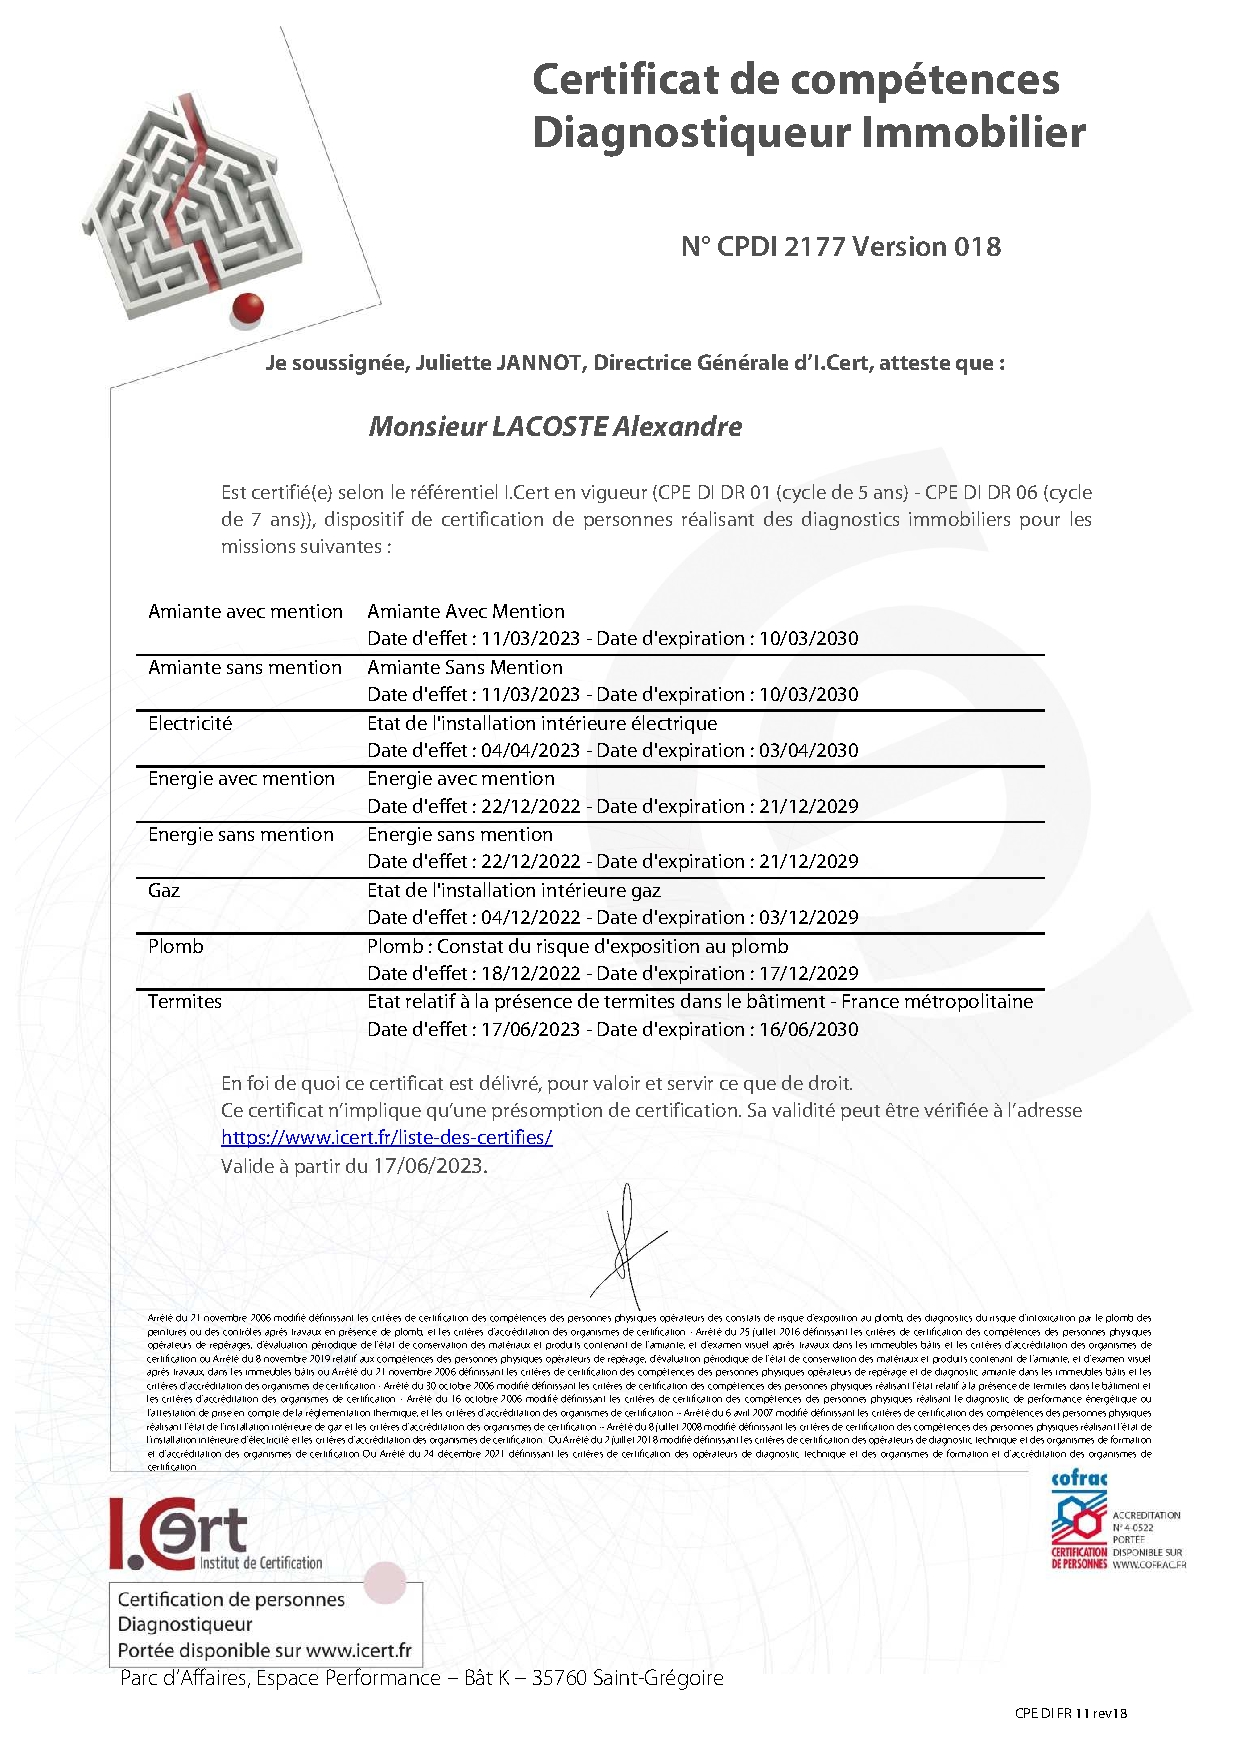 Certificat de compétences
Diagnostiqueur Immobilier
N° CPDI 2177 Version 018
Je soussignée, Juliette JANNOT, Directrice Générale d’I.Cert, atteste que :
Monsieur LACOSTE Alexandre
Est certifié(e) selon le référentiel I.Cert en vigueur (CPE DI DR 01 (cycle de 5 ans) - CPE DI DR 06 (cycle
de 7 ans)), dispositif de certification de personnes réalisant des diagnostics immobiliers pour les
missions suivantes :
Amiante avec mention Amiante Avec Mention
Date d'effet : 11/03/2023 - Date d'expiration : 10/03/2030
Amiante sans mention Amiante Sans Mention
Date d'effet : 11/03/2023 - Date d'expiration : 10/03/2030
Electricité Etat de l'installation intérieure électrique
Date d'effet : 04/04/2023 - Date d'expiration : 03/04/2030
Energie avec mention Energie avec mention
Date d'effet : 22/12/2022 - Date d'expiration : 21/12/2029
Energie sans mention Energie sans mention
Date d'effet : 22/12/2022 - Date d'expiration : 21/12/2029
Gaz Etat de l'installation intérieure gaz
Date d'effet : 04/12/2022 - Date d'expiration : 03/12/2029
Plomb Plomb : Constat du risque d'exposition au plomb
Date d'effet : 18/12/2022 - Date d'expiration : 17/12/2029
Termites Etat relatif à la présence de termites dans le bâtiment - France métropolitaine
Date d'effet : 17/06/2023 - Date d'expiration : 16/06/2030
En foi de quoi ce certificat est délivré, pour valoir et servir ce que de droit.
Ce certificat n’implique qu’une présomption de certification. Sa validité peut être vérifiée à l’adresse
https://www.icert.fr/liste-des-certifies/
Valide à partir du 17/06/2023.
Arrêté du 21 novembre 2006 modifié définissant les critères de certification des compétences des personnes physiques opérateurs des constats de risque d'exposition au plomb, des diagnostics du risque d'intoxication par le plomb des
peintures ou des contrôles après travaux en présence de plomb, et les critères d'accréditation des organismes de certification - Arrêté du 25 juillet 2016 définissant les critères de certification des compétences des personnes physiques
opérateurs de repérages, d'évaluation périodique de l'état de conservation des matériaux et produits contenant de l'amiante, et d'examen visuel après travaux dans les immeubles bâtis et les critères d'accréditation des organismes de
certification ou Arrêté du 8 novembre 2019 relatif aux compétences des personnes physiques opérateurs de repérage, d'évaluation périodique de l'état de conservation des matériaux et produits contenant de l'amiante, et d'examen visuel
après travaux, dans les immeubles bâtis ou Arrêté du 21 novembre 2006 définissant les critères de certification des compétences des personnes physiques opérateurs de repérage et de diagnostic amiante dans les immeubles bâtis et les
critères d'accréditation des organismes de certification - Arrêté du 30 octobre 2006 modifié définissant les critères de certification des compétences des personnes physiques réalisant l'état relatif à la présence de termites dans le bâtiment et
les critères d'accréditation des organismes de certification - Arrêté du 16 octobre 2006 modifié définissant les critères de certification des compétences des personnes physiques réalisant le diagnostic de performance énergétique ou
l'attestation de prise en compte de la réglementation thermique, et les critères d'accréditation des organismes de certification - Arrêté du 6 avril 2007 modifié définissant les critères de certification des compétences des personnes physiques
réalisant l'état de l'installation intérieure de gaz et les critères d'accréditation des organismes de certification - Arrêté du 8 juillet 2008 modifié définissant les critères de certification des compétences des personnes physiques réalisant l'état de
l'installation intérieure d'électricité et les critères d'accréditation des organismes de certification. Ou Arrêté du 2 juillet 2018 modifié définissant les critères de certification des opérateurs de diagnostic technique et des organismes de formation
et d'accréditation des organismes de certification Ou Arrêté du 24 décembre 2021 définissant les critères de certification des opérateurs de diagnostic technique et des organismes de formation et d'accréditation des organismes de
certification
I.Cert
Institut de Certification
cofrac
CERTIFICATION
DE PERSONNES
ACCREDITATION
N° 4-0522
PORTÉE
DISPONIBLE SUR
WWW.COFRAC.FR
Certification de personnes
Diagnostiqueur
Portée disponible sur www.icert.fr
Parc d’Affaires, Espace Performance – Bât K – 35760 Saint-Grégoire
CPE DI FR 11 rev18